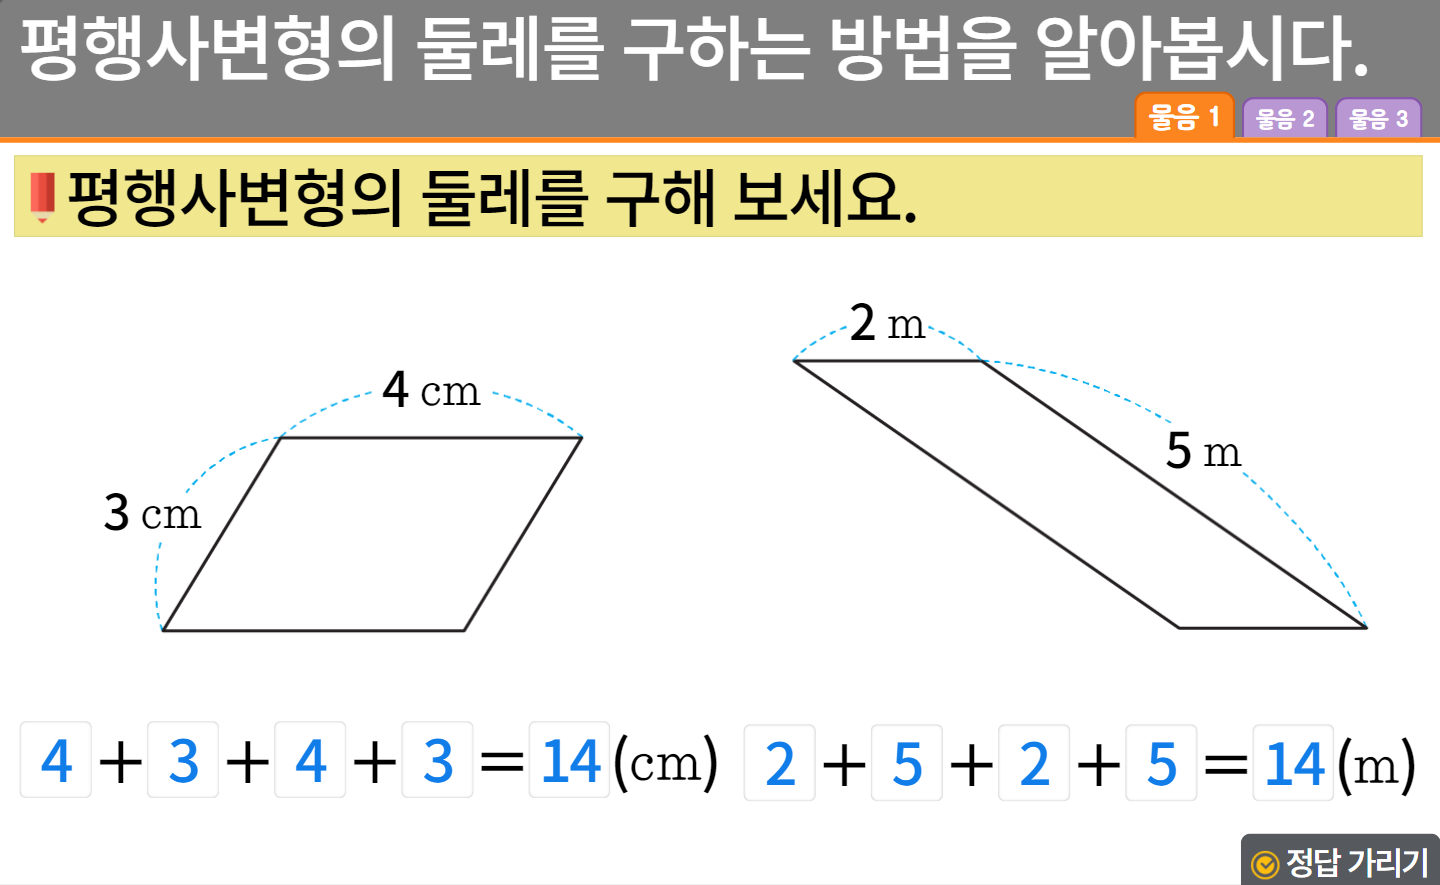 평행사변형의 둘레를 구하는 방법을 알아봅시다.
물음 1 물음 2 물음 3
평행사변형의 둘레를 구해 보세요.
4 cm
3 cm
2 m
5 m
4 + 3 + 4 + 3 = 14 (cm)
2 + 5 + 2 + 5 = 14 (m)
정답 가리기